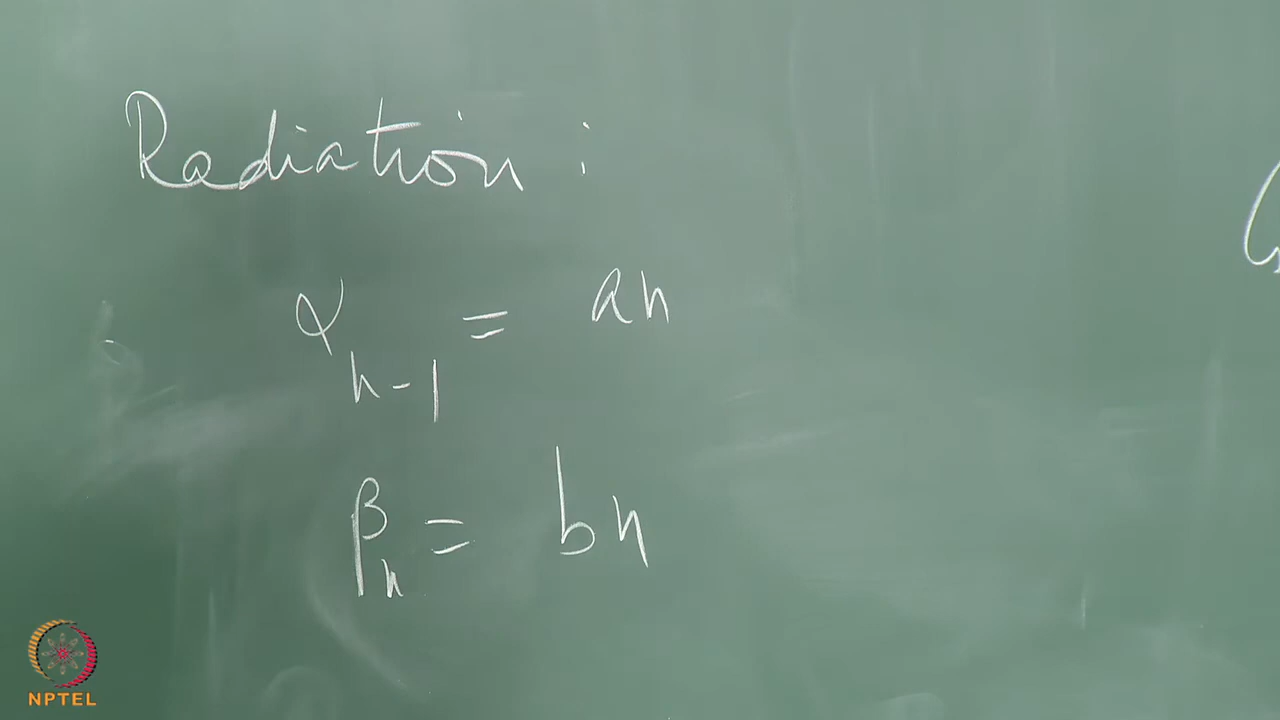 Radiation :
α_{n-1} = an
β_n = bn
NPTEL